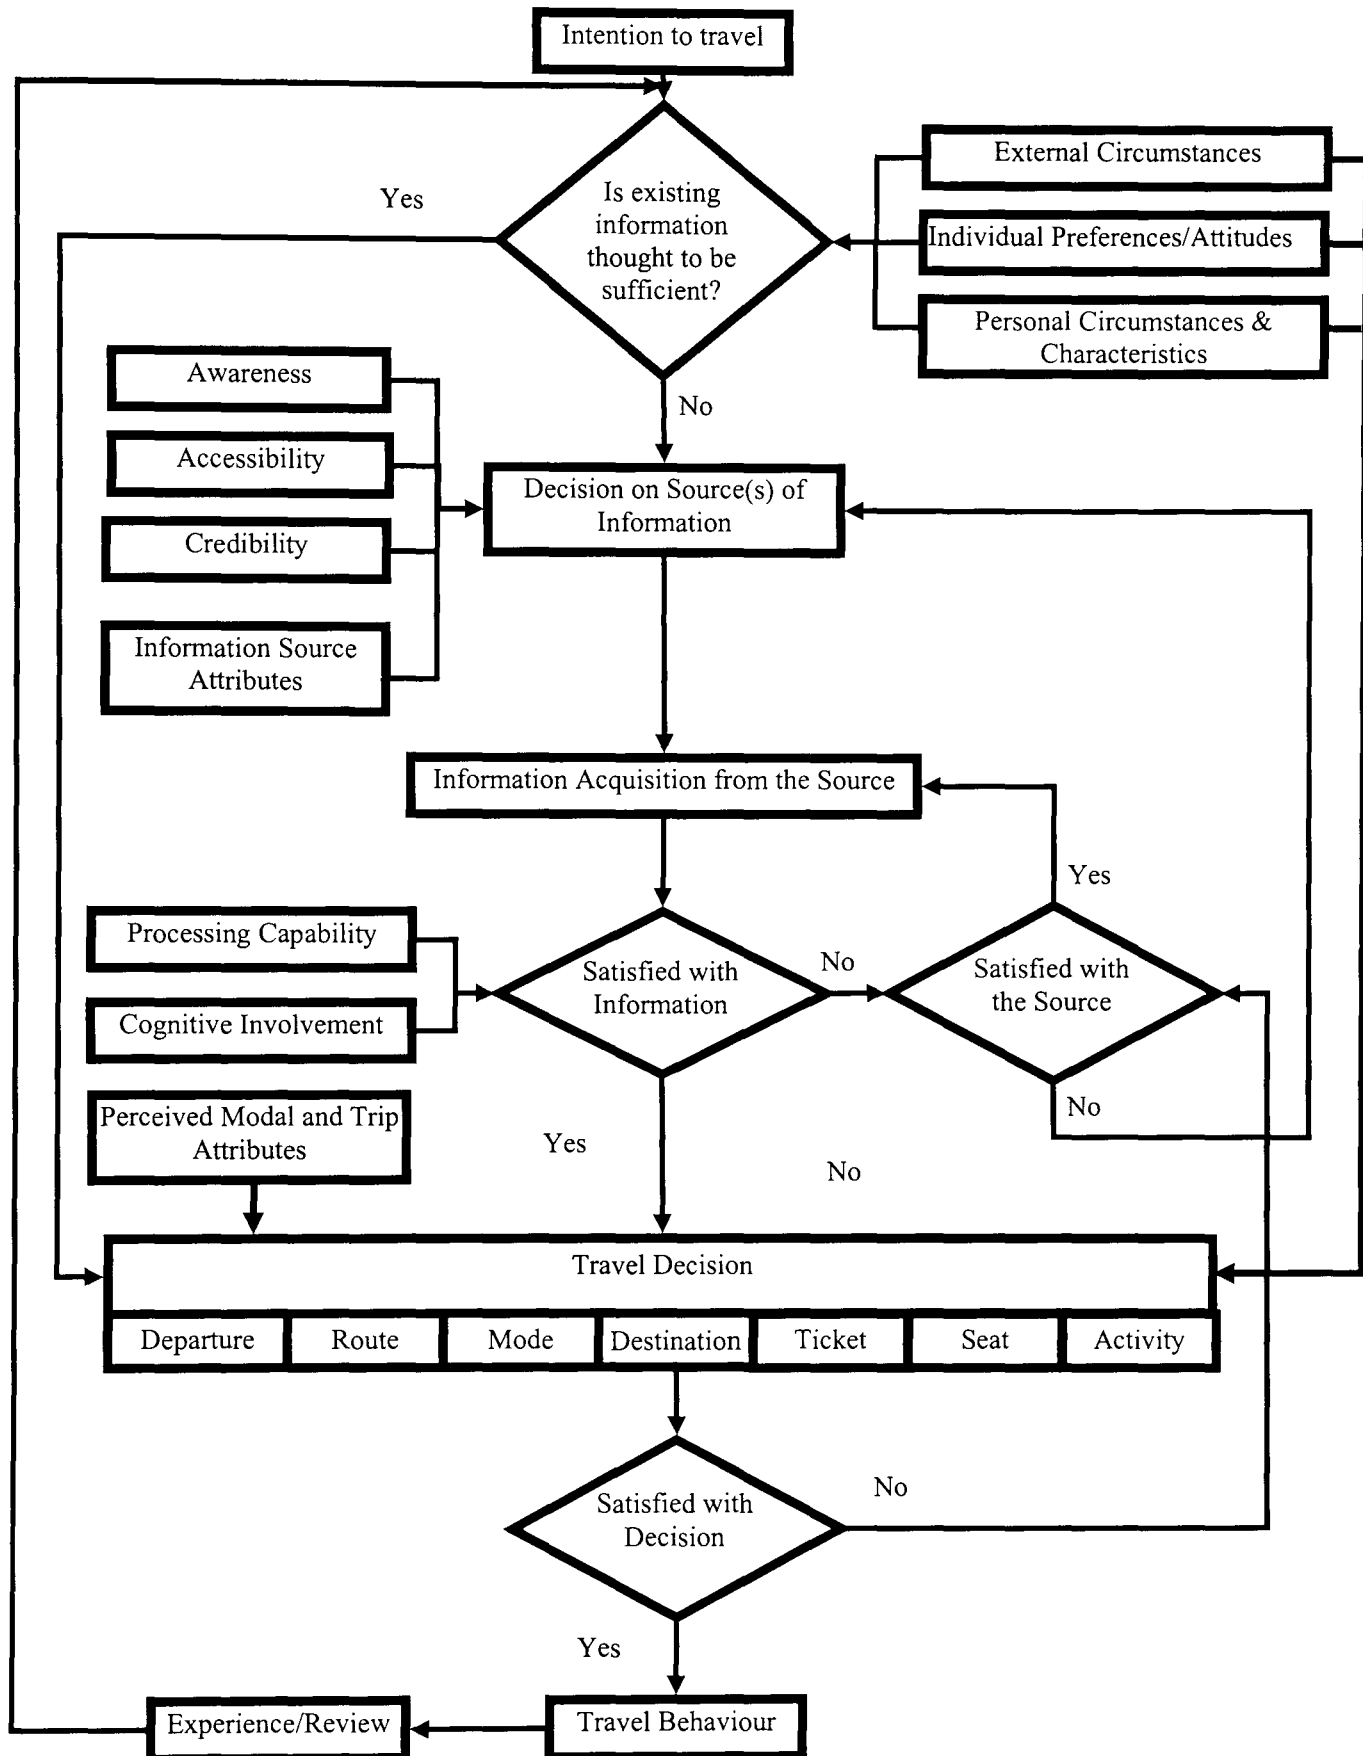 Intention to travel
Yes
Is existing
information
thought to be
sufficient?
External Circumstances
Individual Preferences/Attitudes
Personal Circumstances &
Characteristics
No
Awareness
Accessibility
Credibility
Information Source
Attributes
Decision on Source(s) of
Information
Information Acquisition from the Source
Yes
Processing Capability
Cognitive Involvement
Satisfied with
Information
No
Satisfied with
the Source
No
Perceived Modal and Trip
Attributes
Yes
No
Travel Decision
Departure
Route
Mode
Destination
Ticket
Seat
Activity
Satisfied with
Decision
No
Yes
Experience/Review
Travel Behaviour